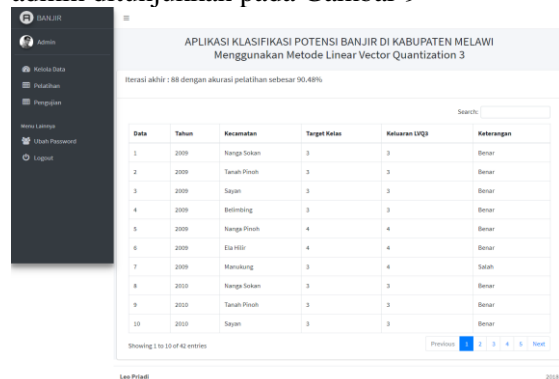 admin ditunjukkan pada Gambar 9
BANJIR
Admin
Kelola Data
Pelatihan
Pengujian
Menu Lainnya
Ubah Password
Logout
APLIKASI KLASIFIKASI POTENSI BANJIR DI KABUPATEN MELAWI
Menggunakan Metode Linear Vector Quantization 3
Iterasi akhir : 88 dengan akurasi pelatihan sebesar 90.48%
Search:
Data Tahun Kecamatan Target Kelas Keluaran LVQ3 Keterangan
1 2009 Nanga Sokan 3 3 Benar
2 2009 Tanah Pinoh 3 3 Benar
3 2009 Sayan 3 3 Benar
4 2009 Belimbing 3 3 Benar
5 2009 Nanga Pinoh 4 4 Benar
6 2009 Ela Hilir 4 4 Benar
7 2009 Manukung 3 4 Salah
8 2010 Nanga Sokan 3 3 Benar
9 2010 Tanah Pinoh 3 3 Benar
10 2010 Sayan 3 3 Benar
Showing 1 to 10 of 42 entries
Previous 1 2 3 4 5 Next
Leo Priadi 2018